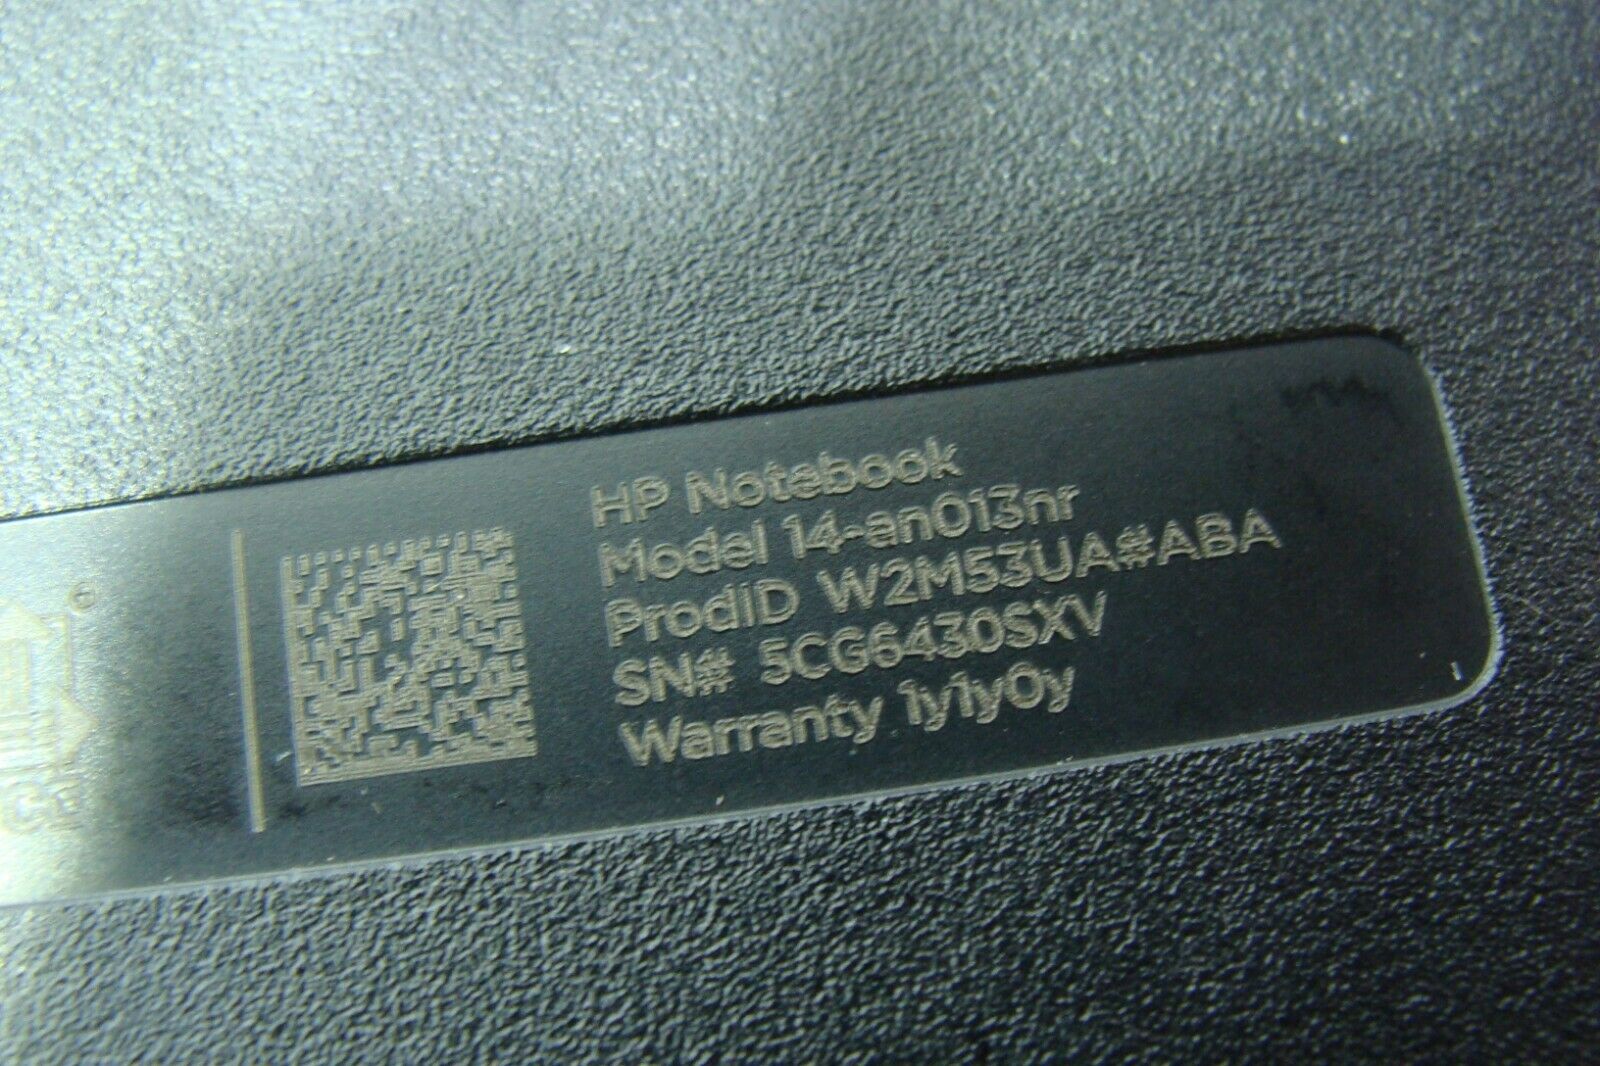 HP Notebook
Model 14-an013nr
ProdID W2M53UA#ABA
SN# 5CG6430SXV
Warranty 1y1y0y